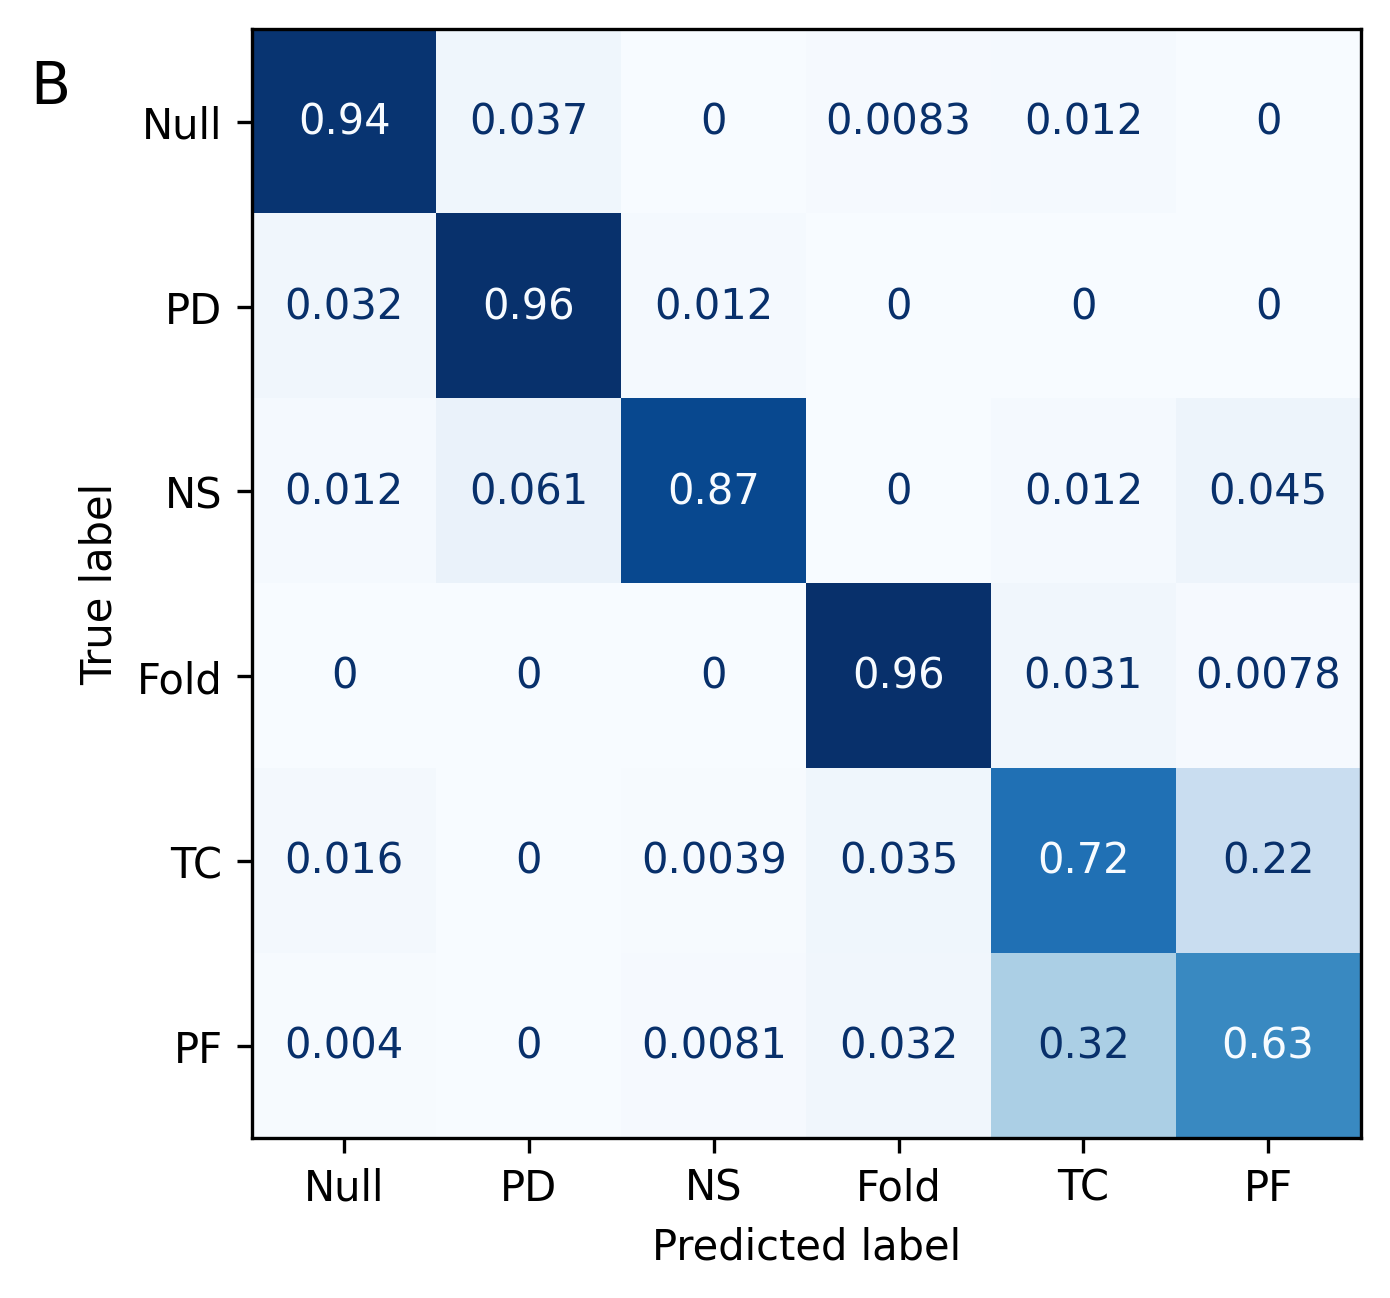 B
Null 0.94 0.037 0 0.0083 0.012 0
PD 0.032 0.96 0.012 0 0 0
NS 0.012 0.061 0.87 0 0.012 0.045
Fold 0 0 0 0.96 0.031 0.0078
TC 0.016 0 0.0039 0.035 0.72 0.22
PF 0.004 0 0.0081 0.032 0.32 0.63
True label
Null PD NS Fold TC PF
Predicted label